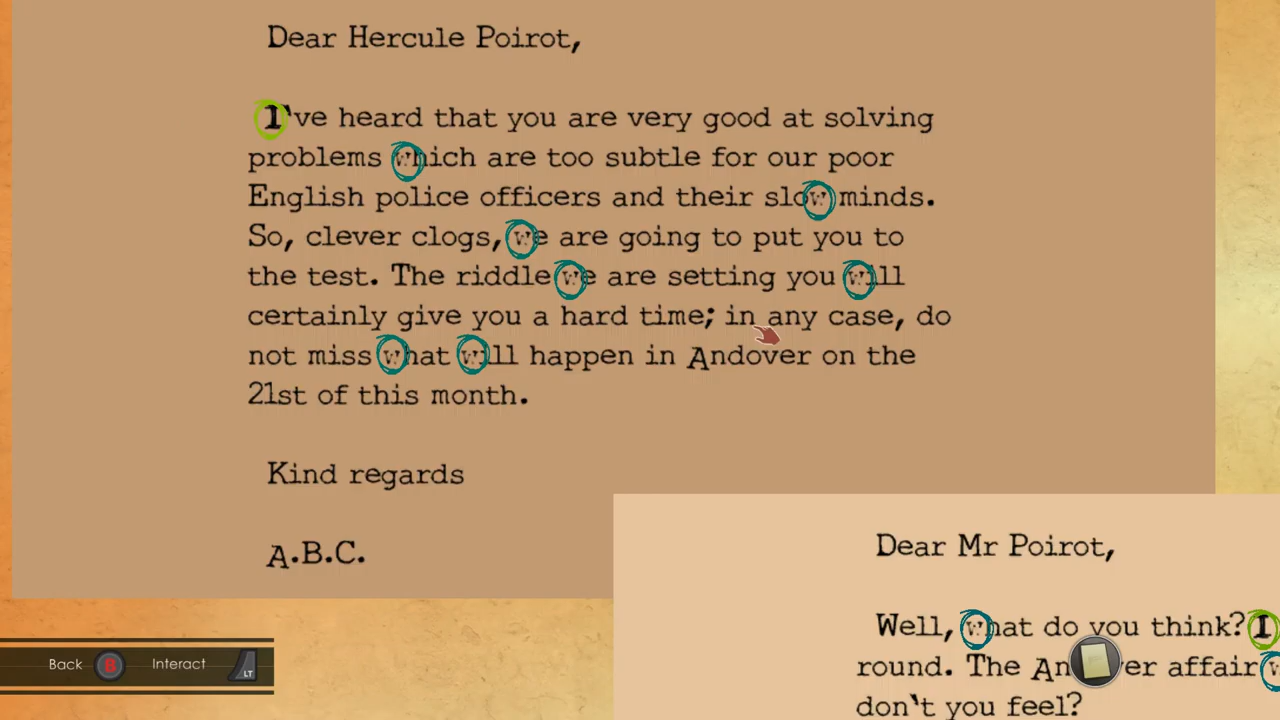 Dear Hercule Poirot,
I've heard that you are very good at solving
problems which are too subtle for our poor
English police officers and their slow minds.
So, clever clogs, we are going to put you to
the test. The riddle we are setting you will
certainly give you a hard time; in any case, do
not miss what will happen in Andover on the
21st of this month.
Kind regards
A.B.C.
Dear Mr Poirot,
Well, what do you think? I
round. The affair
don't you feel?
Back B Interact LT